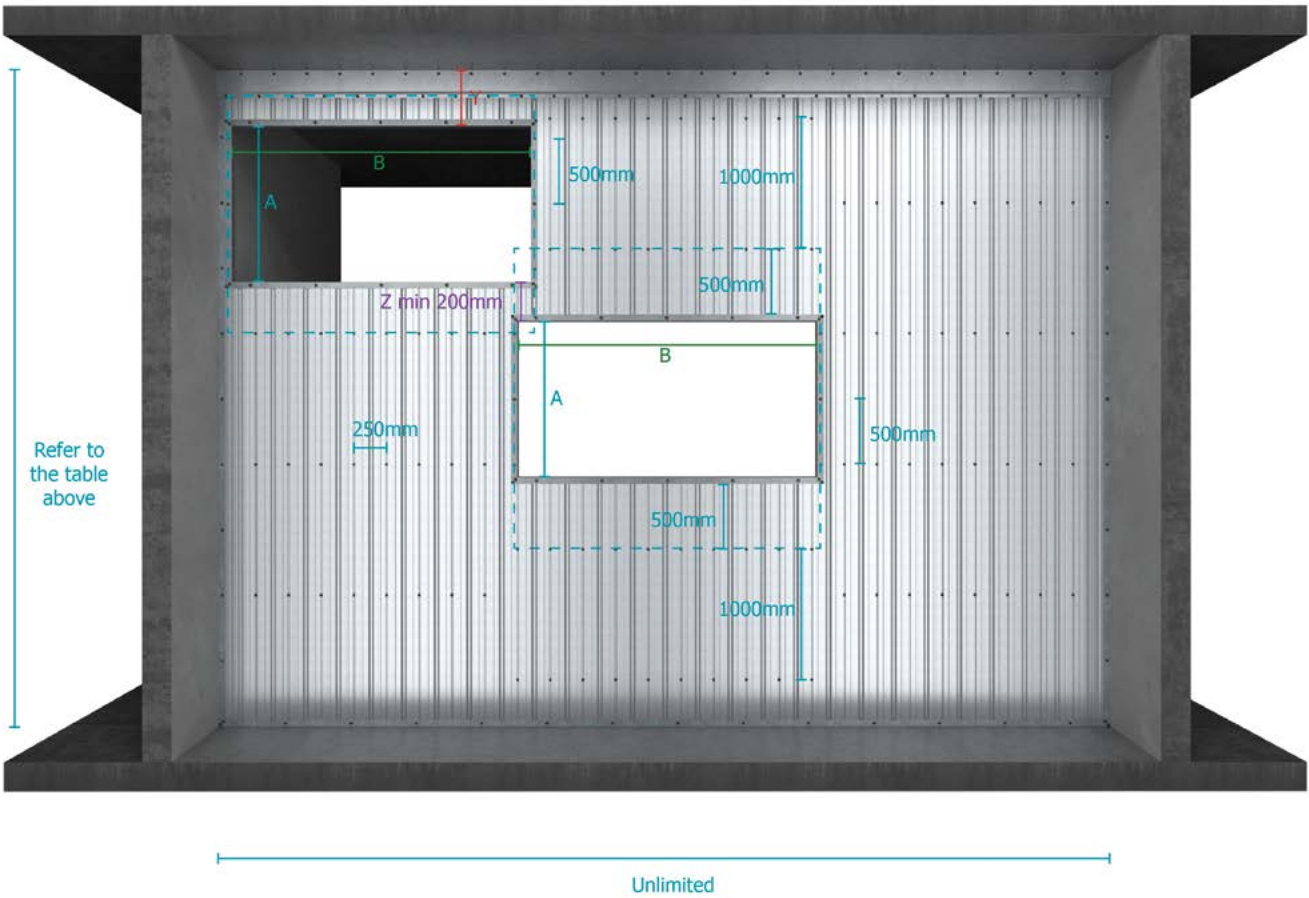 Y
B
500mm
1000mm
A
500mm
Z min 200mm
B
A
250mm
500mm
Refer to
the table
above
500mm
1000mm
Unlimited